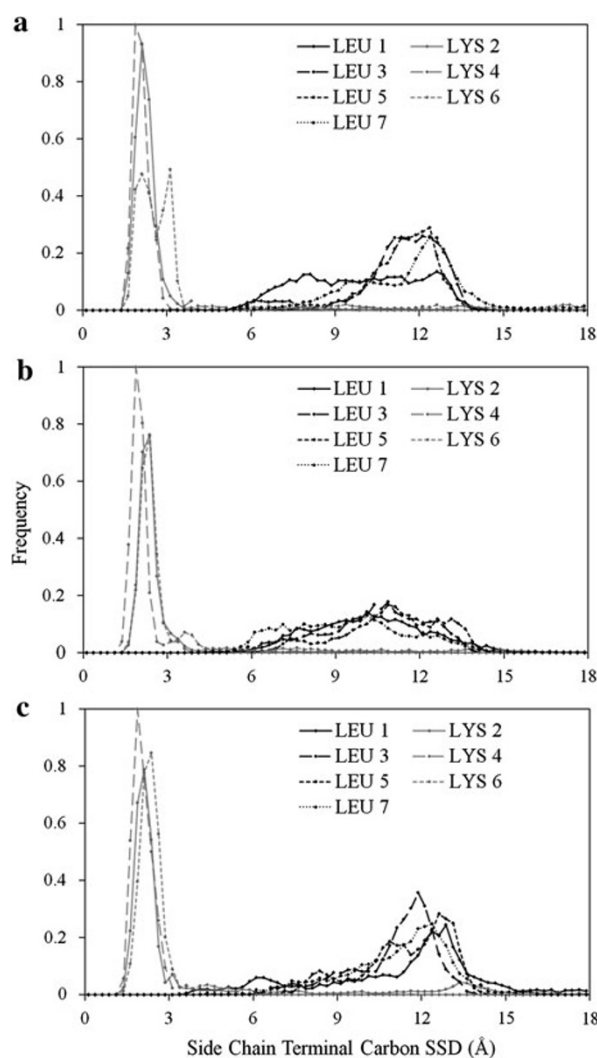 a
1
0.8
0.6
0.4
0.2
0
LEU 1 LYS 2
LEU 3 LYS 4
LEU 5 LYS 6
LEU 7
0 3 6 9 12 15 18
b
1
0.8
0.6
0.4
0.2
0
LEU 1 LYS 2
LEU 3 LYS 4
LEU 5 LYS 6
LEU 7
0 3 6 9 12 15 18
Frequency
c
1
0.8
0.6
0.4
0.2
0
LEU 1 LYS 2
LEU 3 LYS 4
LEU 5 LYS 6
LEU 7
0 3 6 9 12 15 18
Side Chain Terminal Carbon SSD (Å)